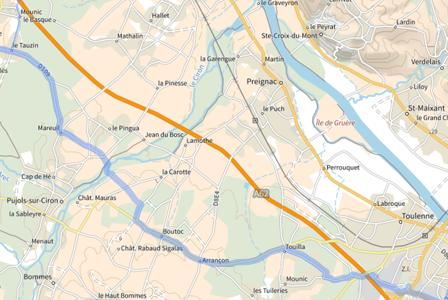 Mounic
le Basque
le Tauzin
Hallet
Mathalin
le Graveyron
le Peyrat
Ste-Croix-du-Mont
Lardin
Verdelais
la Garengue
Martin
Preignac
Liloy
la Pinesse
le Puch
St-Maixant
le Grand C
Île de Gruère
Mareuil
le Pingua
Jean du Bosc
Lamothe
Cap de Hé
la Carotte
Perrouquet
Pujols-sur-Ciron
Chât. Mauras
D8E4
A62
Labroque
la Sableyre
Toulenne
Menaut
Boutoc
Chât. Rabaud Sigalas
Touilla
Arrançon
Z.I.
Bommes
Mounic
les Tuileries
le Haut Bommes